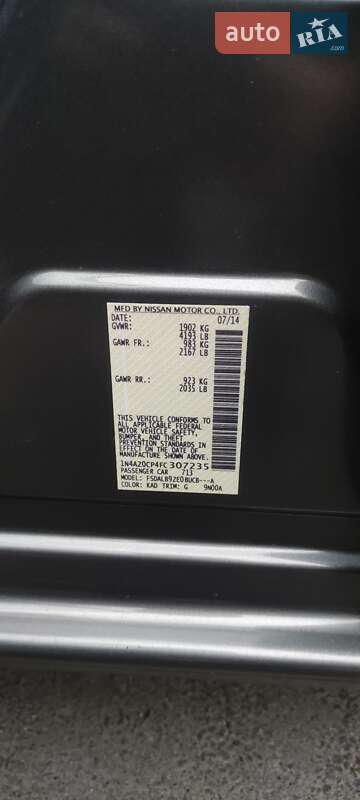 auto RIA.com
MFD BY NISSAN MOTOR CO., LTD.
DATE: 07/14
GVWR: 1902 KG
4193 LB
GAWR FR.: 983 KG
2167 LB
GAWR RR.: 923 KG
2035 LB
THIS VEHICLE CONFORMS
TO ALL APPLICABLE FEDERAL
MOTOR VEHICLE SAFETY,
BUMPER, AND THEFT
PREVENTION STANDARDS
IN EFFECT ON THE DATE OF
MANUFACTURE SHOWN ABOVE.
1N4AZ0CP4FC307235
PASSENGER CAR 713
MODEL: FSDALB9ZE0BUCB---A
COLOR: KAD TRIM: G 9N00A